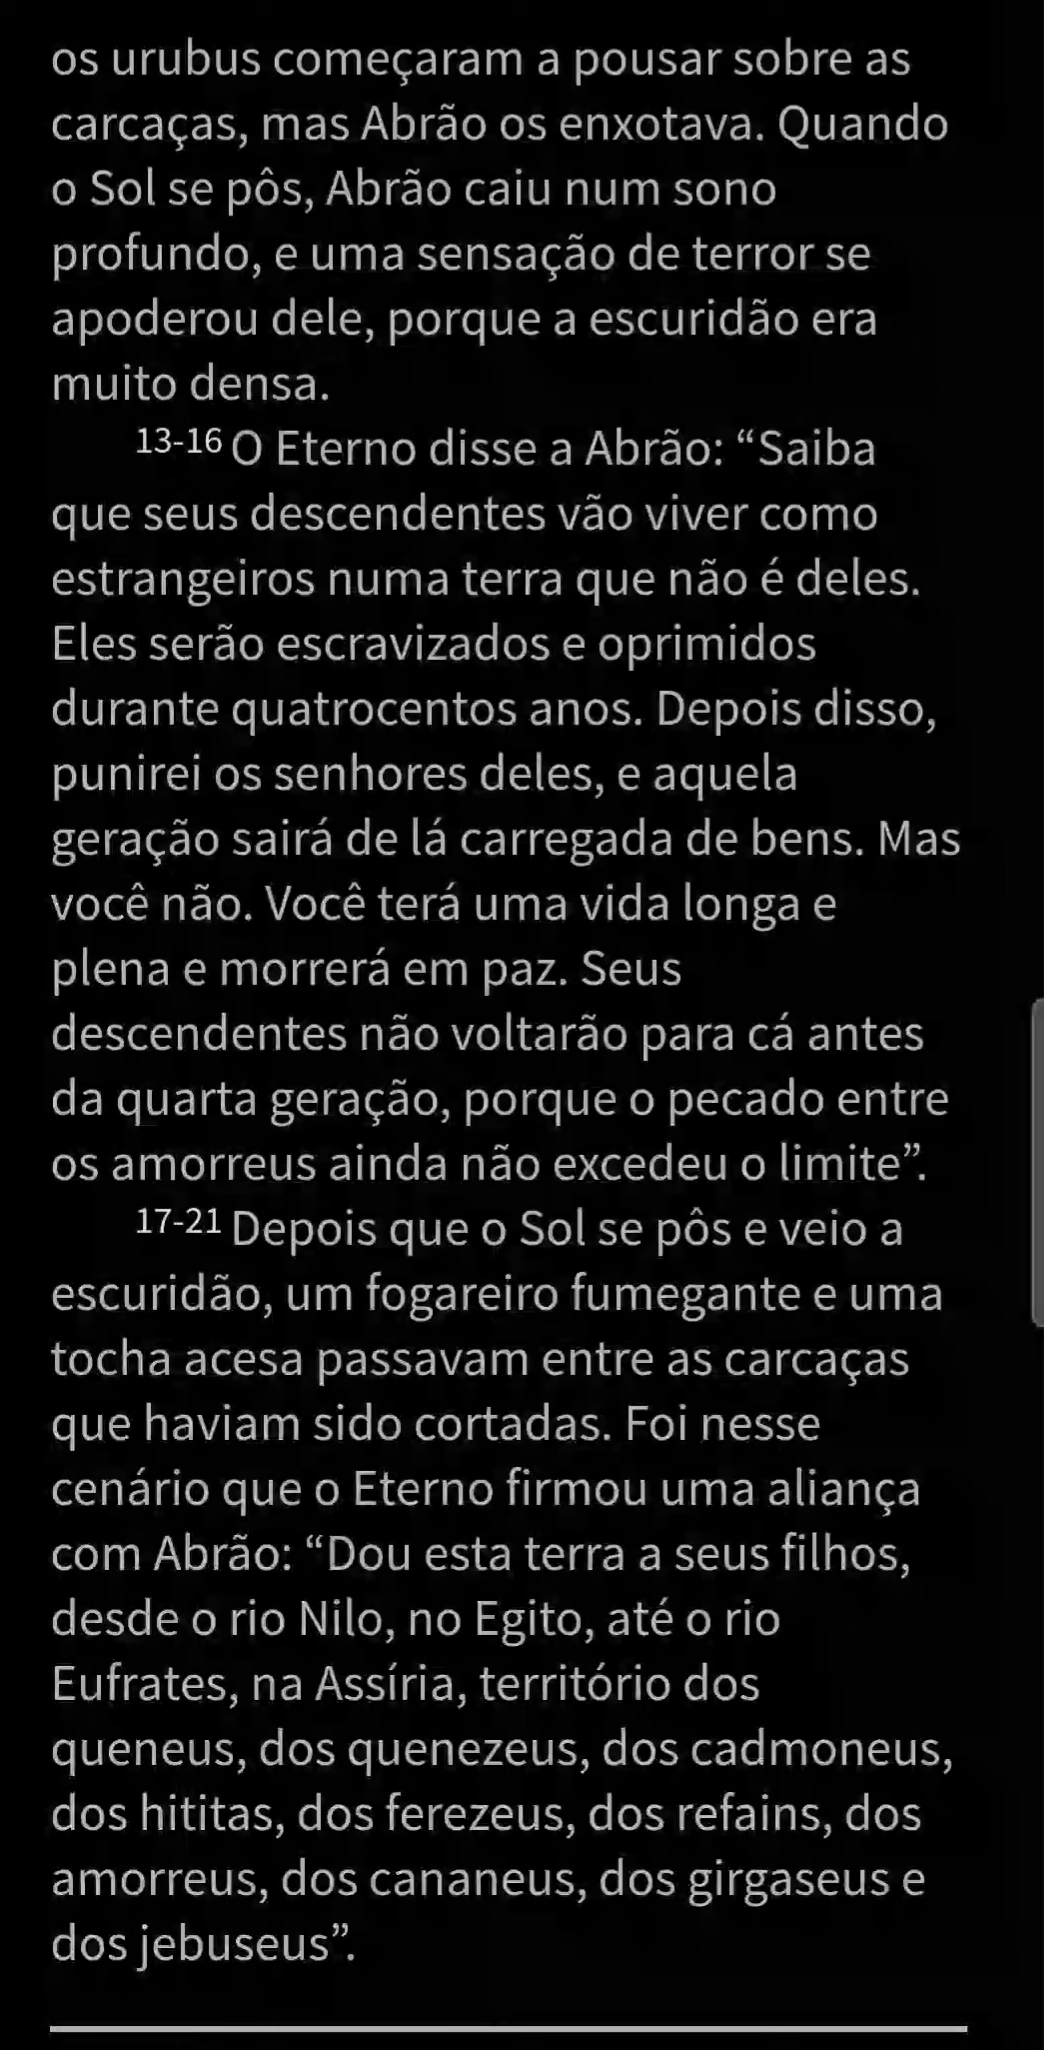 os urubus começaram a pousar sobre as
carcaças, mas Abrão os enxotava. Quando
o Sol se pôs, Abrão caiu num sono
profundo, e uma sensação de terror se
apoderou dele, porque a escuridão era
muito densa.
13-16 O Eterno disse a Abrão: “Saiba
que seus descendentes vão viver como
estrangeiros numa terra que não é deles.
Eles serão escravizados e oprimidos
durante quatrocentos anos. Depois disso,
punirei os senhores deles, e aquela
geração sairá de lá carregada de bens. Mas
você não. Você terá uma vida longa e
plena e morrerá em paz. Seus
descendentes não voltarão para cá antes
da quarta geração, porque o pecado entre
os amorreus ainda não excedeu o limite”.
17-21 Depois que o Sol se pôs e veio a
escuridão, um fogareiro fumegante e uma
tocha acesa passavam entre as carcaças
que haviam sido cortadas. Foi nesse
cenário que o Eterno firmou uma aliança
com Abrão: “Dou esta terra a seus filhos,
desde o rio Nilo, no Egito, até o rio
Eufrates, na Assíria, território dos
queneus, dos quenezeus, dos cadmoneus,
dos hititas, dos ferezeus, dos refains, dos
amorreus, dos cananeus, dos girgaseus e
dos jebuseus”.